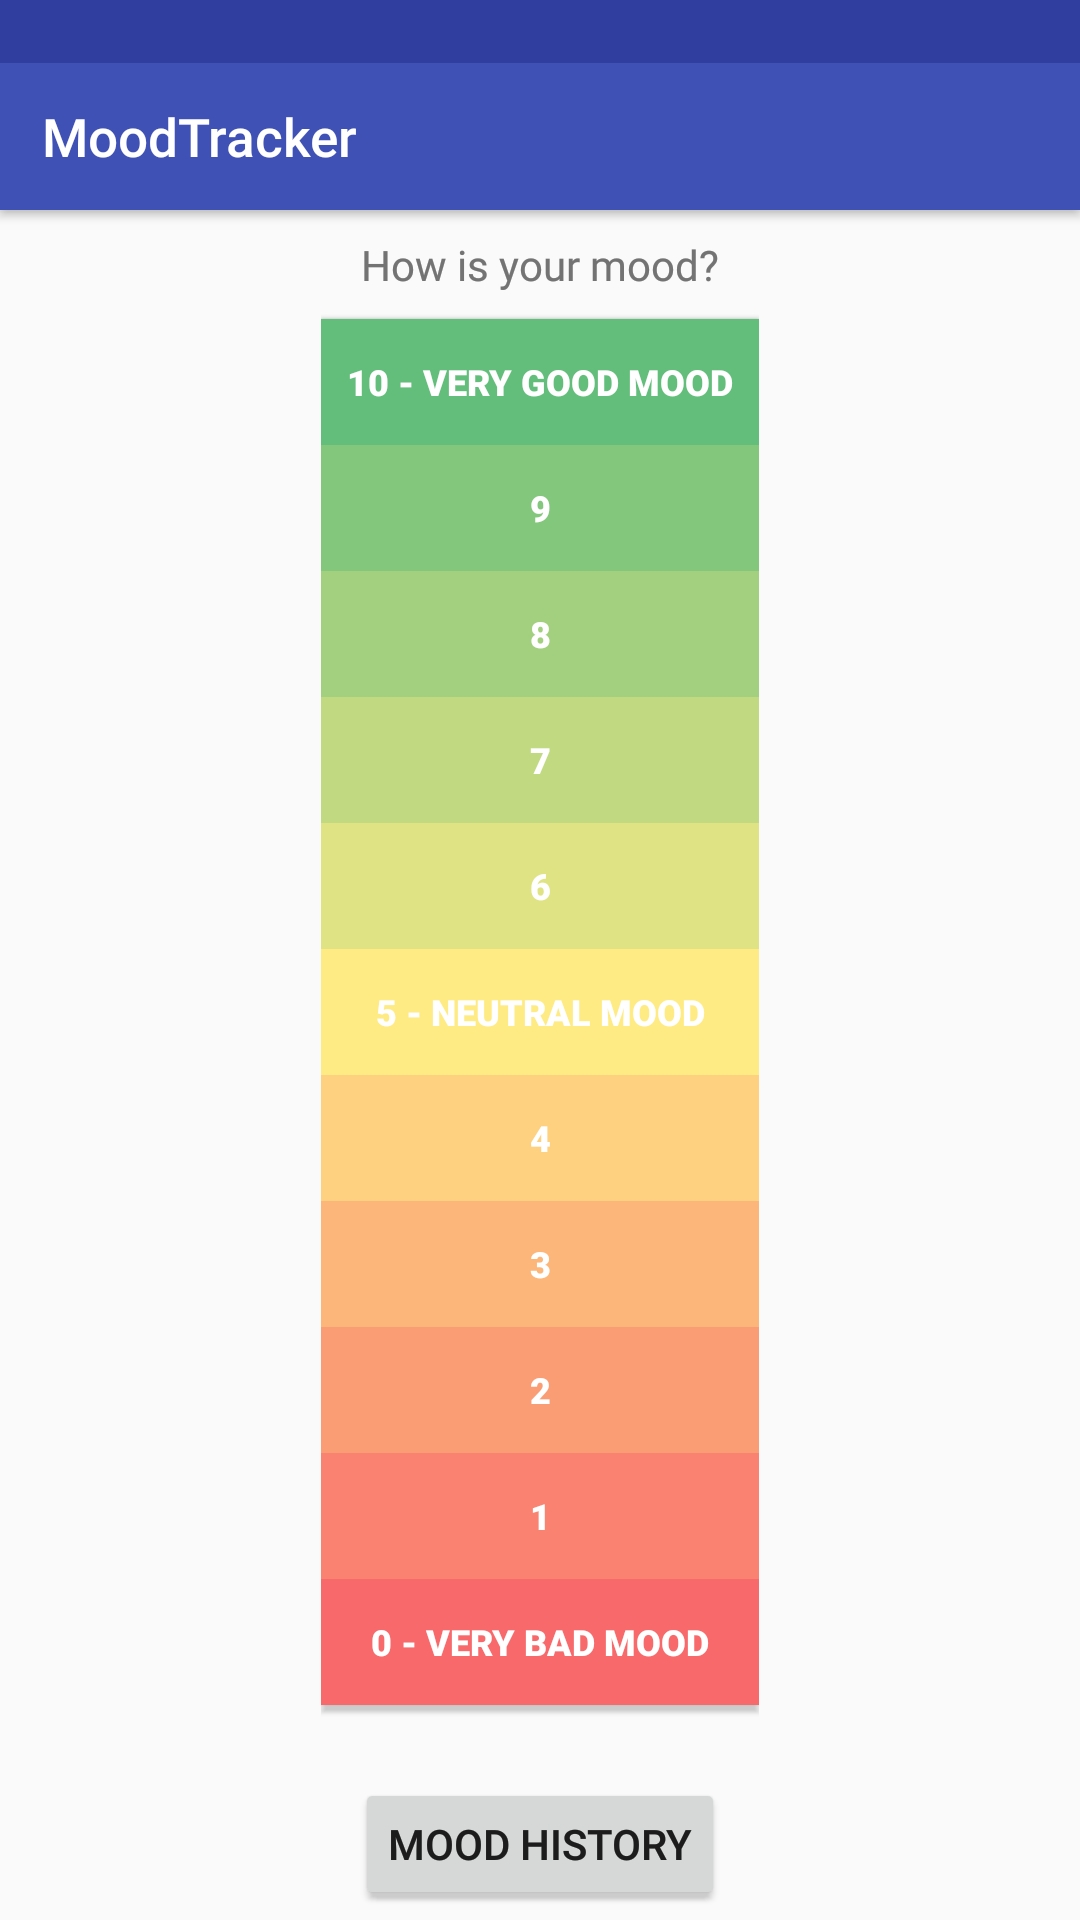 MoodTracker
How is your mood?
10 - VERY GOOD MOOD
9
8
7
6
5 - NEUTRAL MOOD
4
3
2
1
0 - VERY BAD MOOD
MOOD HISTORY